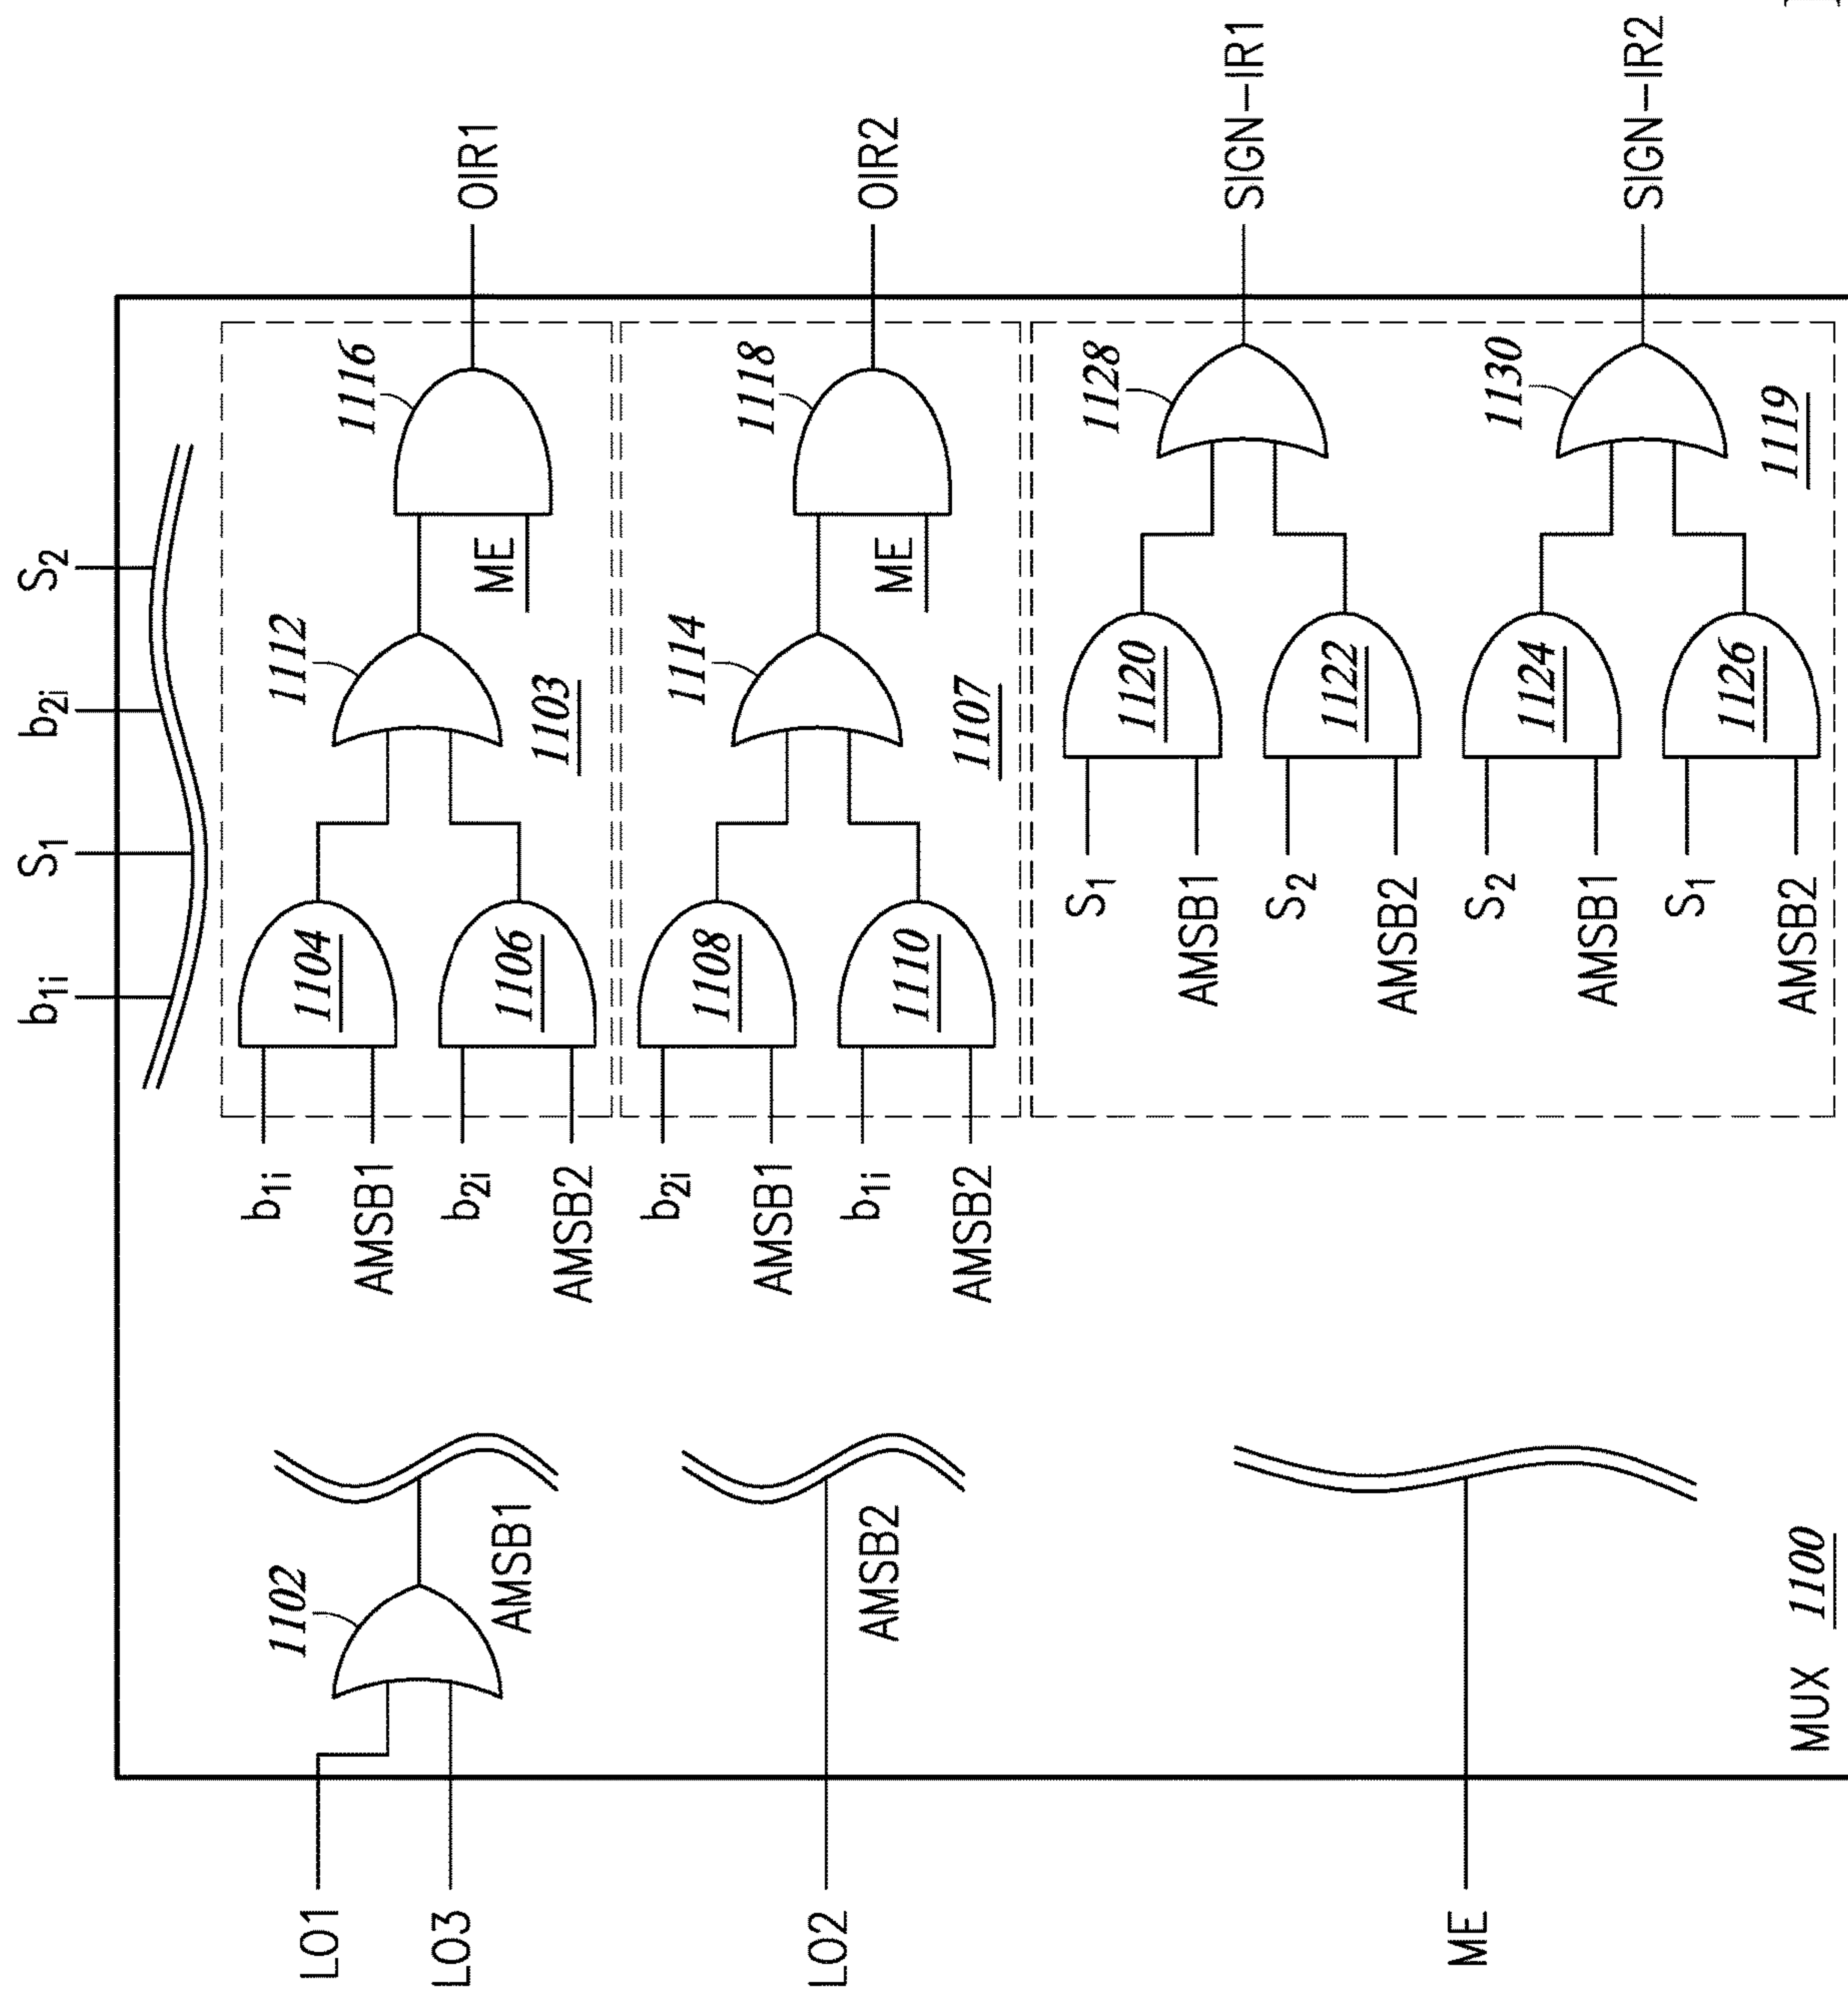 b1i
S1
b2i
S2
LO1
LO3
1102
AMSB1
LO2
AMSB2
ME
MUX 1100
b1i
AMSB1
b2i
AMSB2
1104
1106
1112
1103
ME
1116
OIR1
b2i
AMSB1
b1i
AMSB2
1108
1110
1114
1107
ME
1118
OIR2
S1
AMSB1
S2
AMSB2
1120
1122
1128
SIGN-IR1
S2
AMSB1
S1
AMSB2
1124
1126
1130
1119
SIGN-IR2